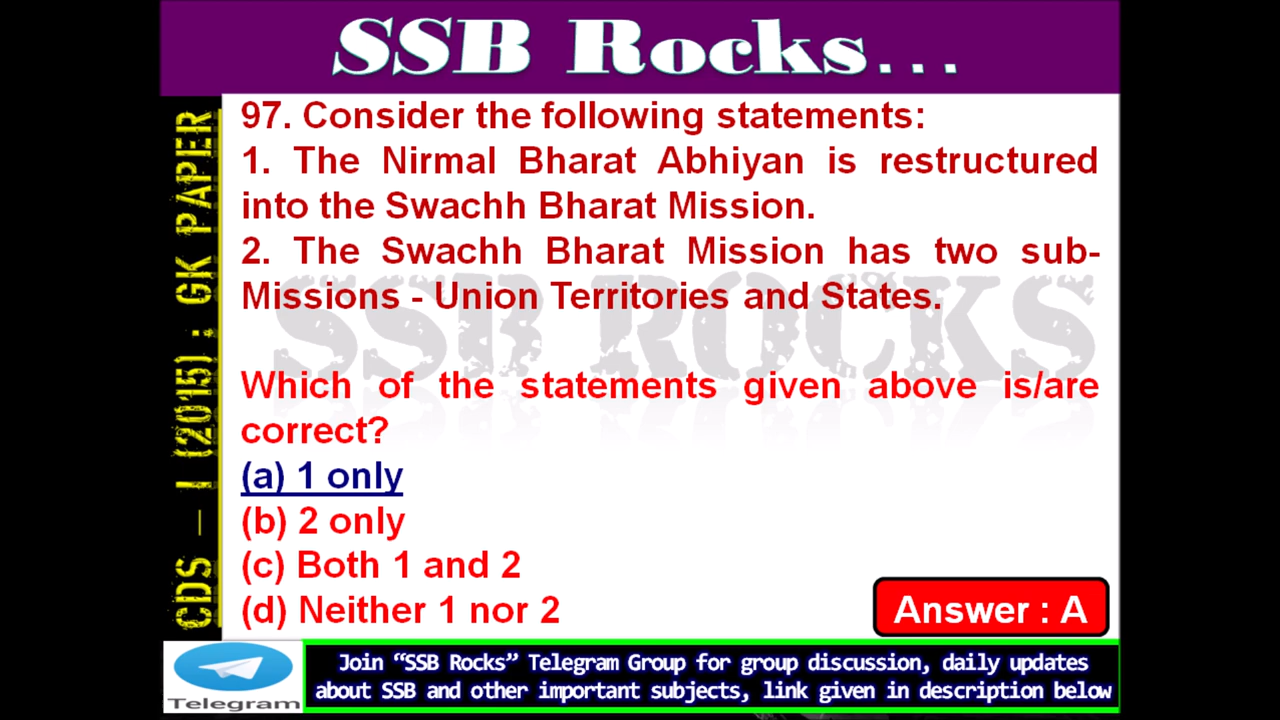 SSB Rocks...
CDS – I (2015) : GK PAPER
97. Consider the following statements:
1. The Nirmal Bharat Abhiyan is restructured
into the Swachh Bharat Mission.
2. The Swachh Bharat Mission has two sub-
Missions - Union Territories and States.
SSB ROCKS
.in
Which of the statements given above is/are
correct?
(a) 1 only
(b) 2 only
(c) Both 1 and 2
(d) Neither 1 nor 2
Answer : A
Telegram
Join “SSB Rocks” Telegram Group for group discussion, daily updates
about SSB and other important subjects, link given in description below